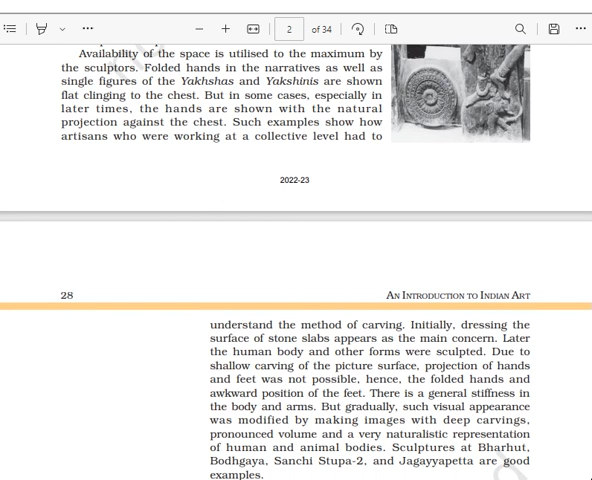 2 of 34
Availability of the space is utilised to the maximum by
the sculptors. Folded hands in the narratives as well as
single figures of the Yakhshas and Yakshinis are shown
flat clinging to the chest. But in some cases, especially in
later times, the hands are shown with the natural
projection against the chest. Such examples show how
artisans who were working at a collective level had to
2022-23
28
AN INTRODUCTION TO INDIAN ART
understand the method of carving. Initially, dressing the
surface of stone slabs appears as the main concern. Later
the human body and other forms were sculpted. Due to
shallow carving of the picture surface, projection of hands
and feet was not possible, hence, the folded hands and
awkward position of the feet. There is a general stiffness in
the body and arms. But gradually, such visual appearance
was modified by making images with deep carvings,
pronounced volume and a very naturalistic representation
of human and animal bodies. Sculptures at Bharhut,
Bodhgaya, Sanchi Stupa-2, and Jagayyapetta are good
examples.